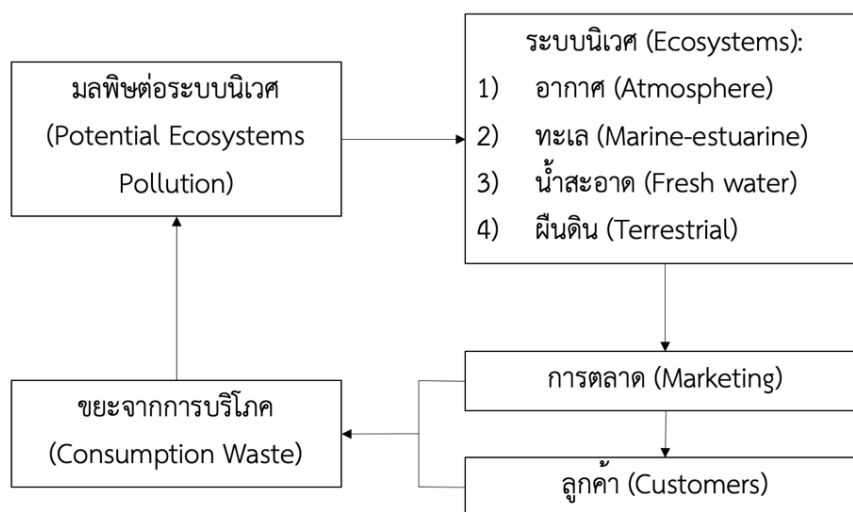 มลพิษต่อระบบนิเวศ
(Potential Ecosystems
Pollution)
ระบบนิเวศ (Ecosystems):
1) อากาศ (Atmosphere)
2) ทะเล (Marine-estuarine)
3) น้ำสะอาด (Fresh water)
4) ผืนดิน (Terrestrial)
การตลาด (Marketing)
ลูกค้า (Customers)
ขยะจากการบริโภค
(Consumption Waste)